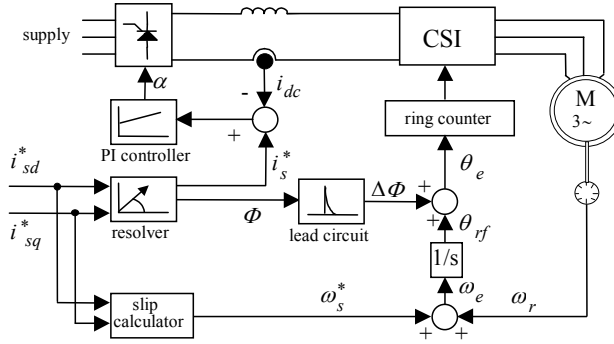 supply
CSI
α
i_dc
-
+
M
3~
PI controller
ring counter
i*_sd
i*_s
θ_e
i*_sq
resolver
Φ
lead circuit
ΔΦ
+
+
θ_rf
1/s
ω_e
slip
calculator
ω*_s
ω_r
+
+